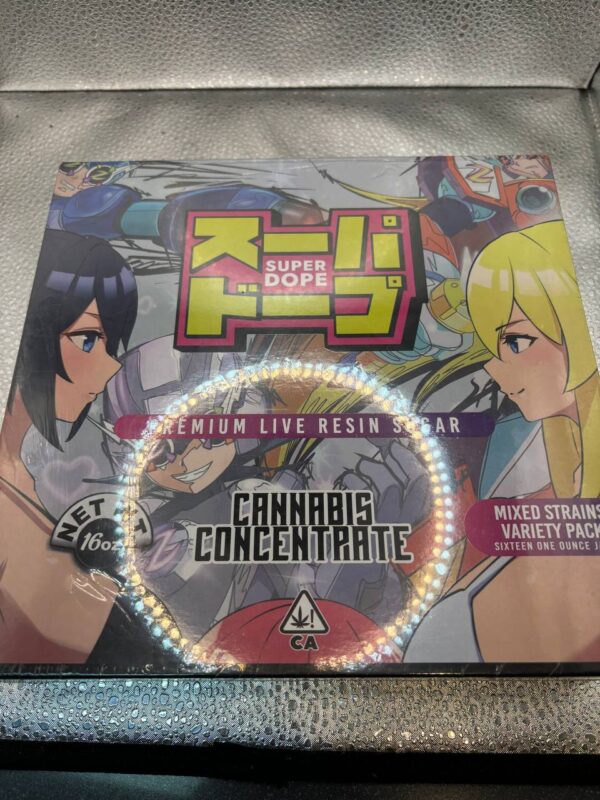 スーパ
SUPER
DOPE
ドープ
PREMIUM LIVE RESIN SUGAR
NET WT
16oz
CANNABIS
CONCENTRATE
MIXED STRAINS
VARIETY PACK
SIXTEEN ONE OUNCE
!
CA
Z
Z